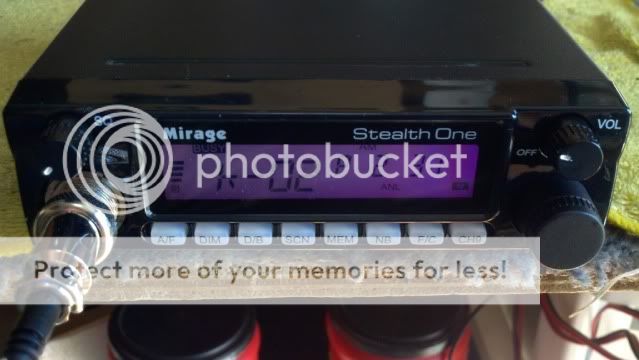 Mirage
Stealth One
SQ
VOL
OFF
BUSY
AM
ANL
photobucket
A/F DIM D/B SCN MEM NB E/C CH9
Protect more of your memories for less!